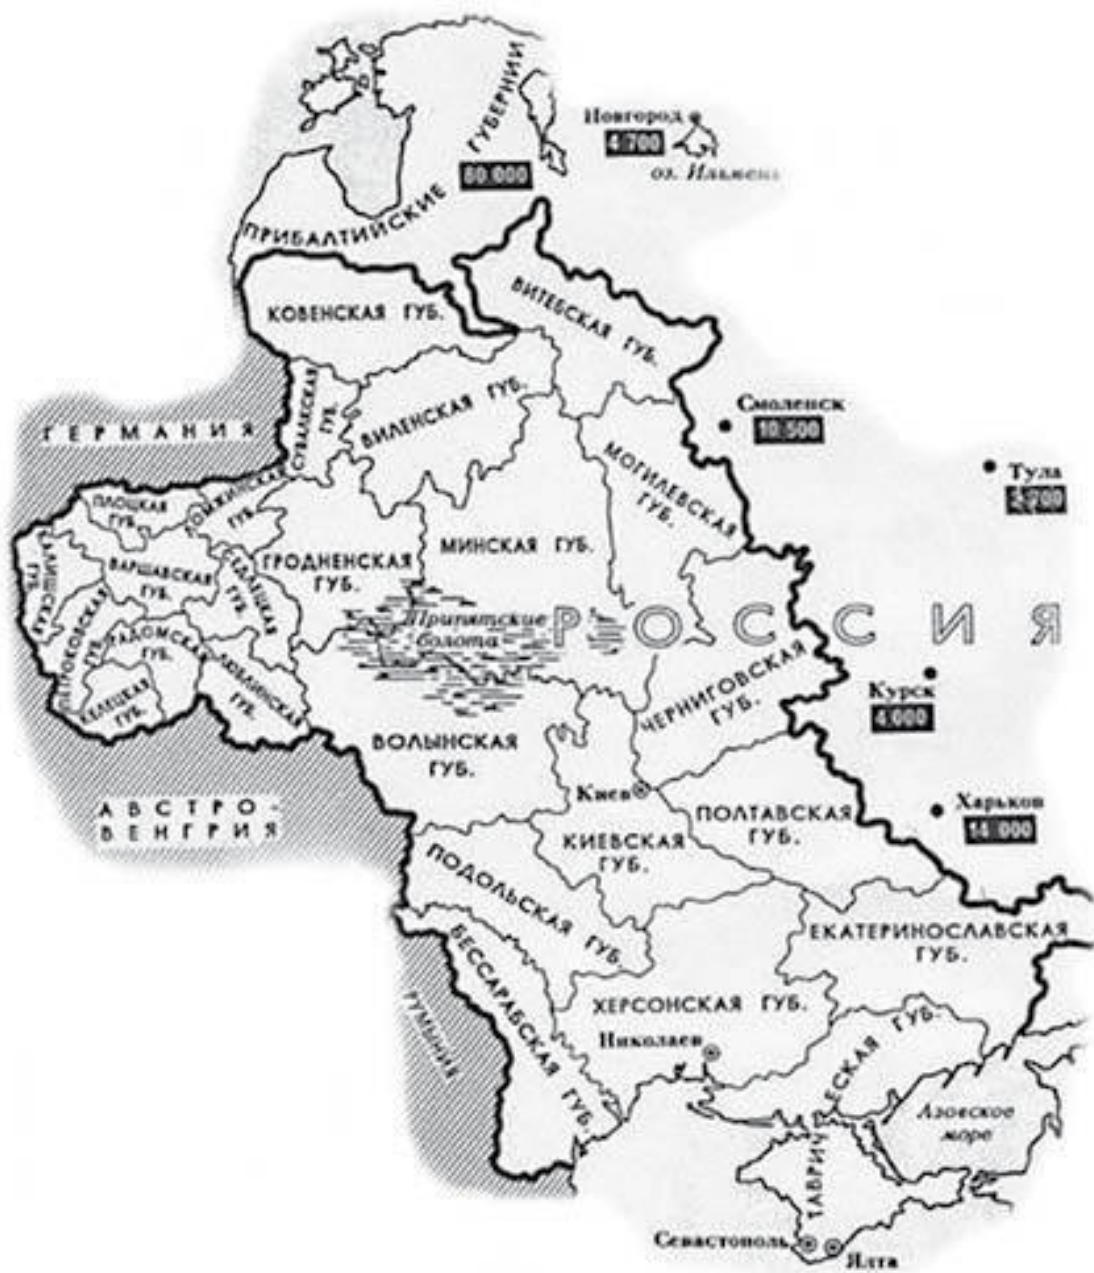 ПРИБАЛТИЙСКИЕ ГУБЕРНИИ
80.000
Новгород
4 700
оз. Ильмень
КОВЕНСКАЯ ГУБ.
ВИТЕБСКАЯ ГУБ.
СУВАЛКСКАЯ
ГУБ.
ВИЛЕНСКАЯ ГУБ.
Смоленск
10.500
ГЕРМАНИЯ
МОГИЛЕВСКАЯ
ГУБ.
Тула
ПЛОЦКАЯ
ГУБ.
ЛОМЖИНСКАЯ
ГУБ.
ГРОДНЕНСКАЯ
ГУБ.
МИНСКАЯ ГУБ.
КАЛИШСКАЯ
ГУБ.
ВАРШАВСКАЯ
ГУБ.
СЕДЛЕЦКАЯ
ГУБ.
Припятские
болота
РОССИЯ
ПЕТРОКОВСКАЯ
ГУБ.
РАДОМСКАЯ
ГУБ.
КЕЛЕЦКАЯ
ГУБ.
ЛЮБЛИНСКАЯ
ГУБ.
ЧЕРНИГОВСКАЯ
ГУБ.
Курск
4.000
ВОЛЫНСКАЯ
ГУБ.
АВСТРО-
ВЕНГРИЯ
Киев
ПОЛТАВСКАЯ
ГУБ.
Харьков
14 000
КИЕВСКАЯ
ГУБ.
ПОДОЛЬСКАЯ ГУБ.
ЕКАТЕРИНОСЛАВСКАЯ
ГУБ.
БЕССАРАБСКАЯ ГУБ.
РУМЫНИЯ
ХЕРСОНСКАЯ ГУБ.
Николаев
ТАВРИЧЕСКАЯ ГУБ.
Азовское
море
Севастополь
Ялта